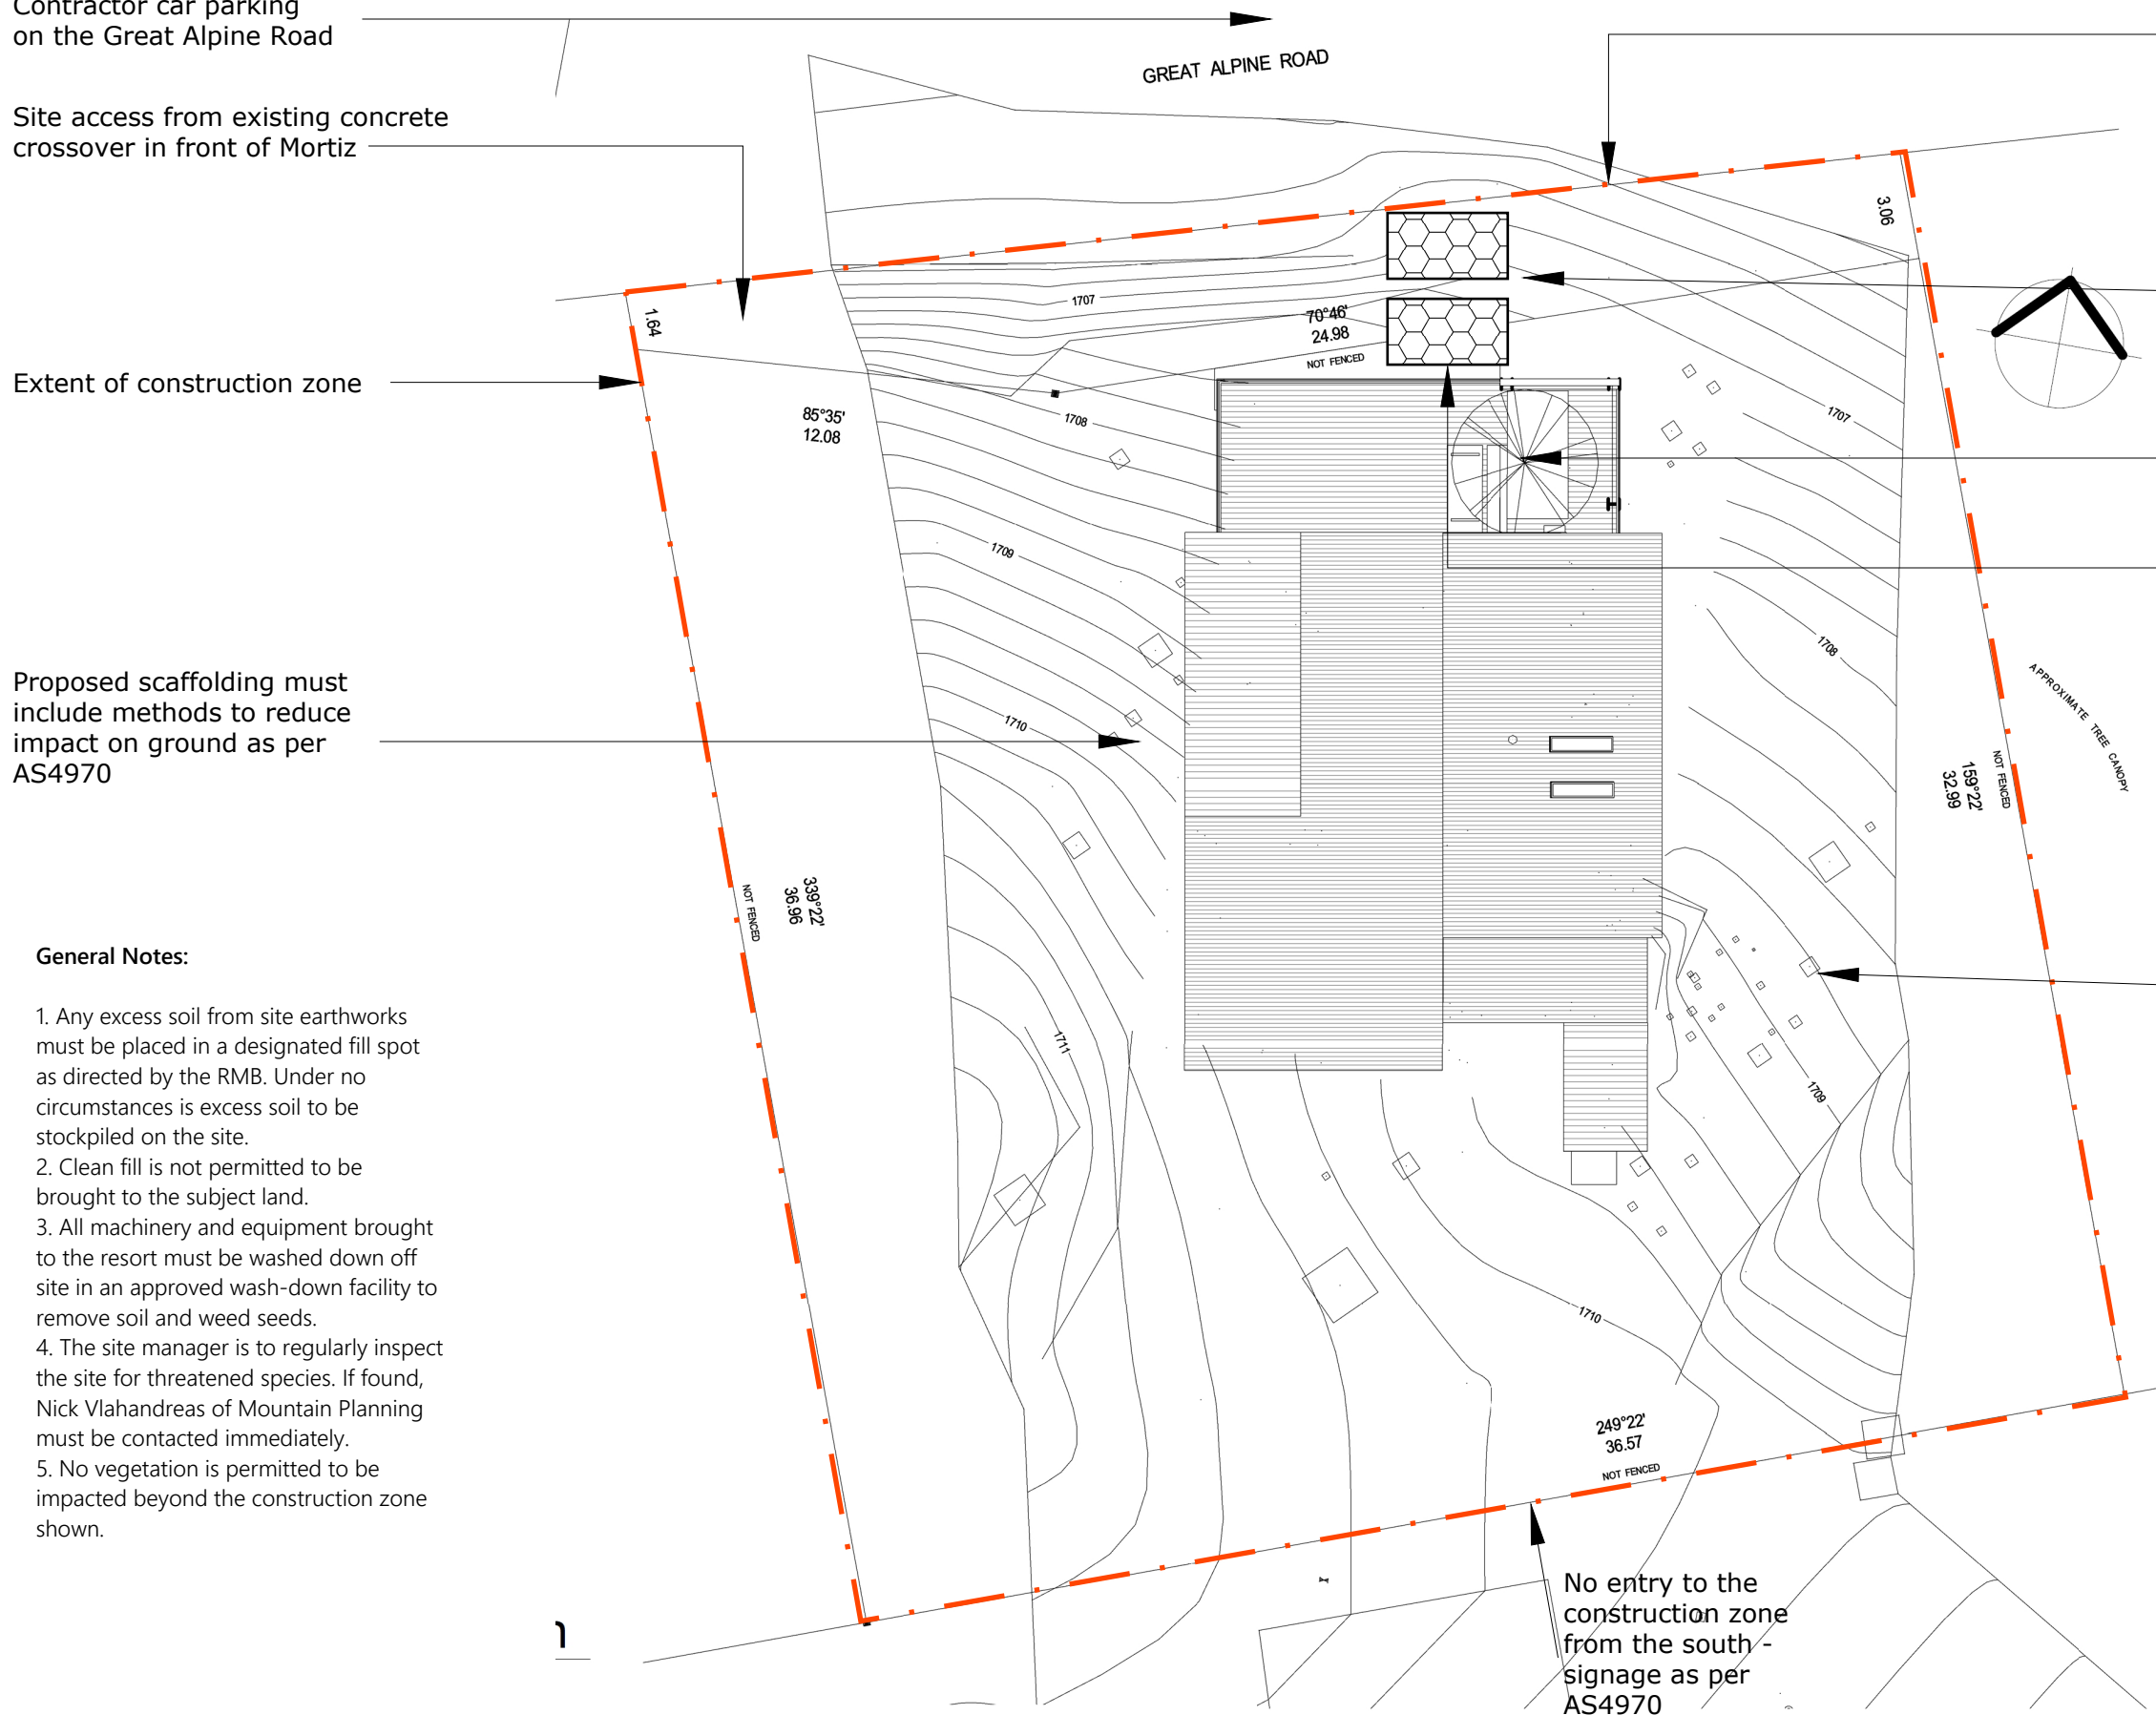 Contractor car parking
on the Great Alpine Road
GREAT ALPINE ROAD
Site access from existing concrete
crossover in front of Mortiz
3.06
1.64
1707
70°46'
24.98
NOT FENCED
Extent of construction zone
85°35'
12.08
1708
1707
1709
1708
APPROXIMATE TREE CANOPY
Proposed scaffolding must
include methods to reduce
impact on ground as per
AS4970
1710
159°22'
32.99
NOT FENCED
339°22'
36.96
NOT FENCED
General Notes:
1. Any excess soil from site earthworks
must be placed in a designated fill spot
as directed by the RMB. Under no
circumstances is excess soil to be
stockpiled on the site.
2. Clean fill is not permitted to be
brought to the subject land.
3. All machinery and equipment brought
to the resort must be washed down off
site in an approved wash-down facility to
remove soil and weed seeds.
4. The site manager is to regularly inspect
the site for threatened species. If found,
Nick Vlahandreas of Mountain Planning
must be contacted immediately.
5. No vegetation is permitted to be
impacted beyond the construction zone
shown.
1711
1709
1710
249°22'
36.57
NOT FENCED
No entry to the
construction zone
from the south -
signage as per
AS4970